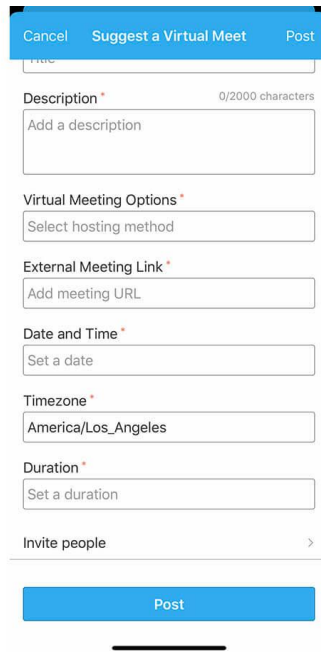 Cancel Suggest a Virtual Meet Post
Title
Description * 0/2000 characters
Add a description
Virtual Meeting Options *
Select hosting method
External Meeting Link *
Add meeting URL
Date and Time *
Set a date
Timezone *
America/Los_Angeles
Duration *
Set a duration
Invite people
Post